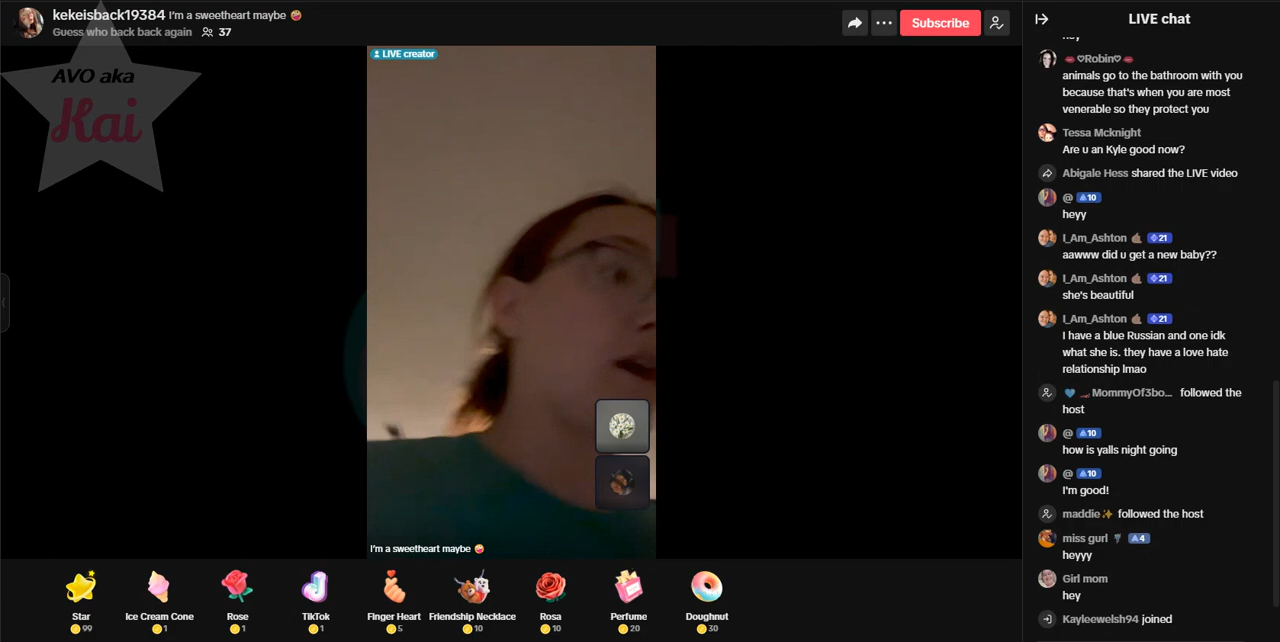 kekeisback19384 I'm a sweetheart maybe 🤪
Guess who back back again 37
Subscribe
AVO aka
Kai
LIVE creator
I'm a sweetheart maybe 🤪
Star
99
Ice Cream Cone
1
Rose
1
TikTok
1
Finger Heart
5
Friendship Necklace
10
Rosa
10
Perfume
20
Doughnut
30
LIVE chat
hey
🫦♡Robin♡🫦
animals go to the bathroom with you
because that's when you are most
venerable so they protect you
Tessa Mcknight
Are u an Kyle good now?
Abigale Hess shared the LIVE video
@ 10
heyy
I_Am_Ashton 21
aawww did u get a new baby??
I_Am_Ashton 21
she's beautiful
I_Am_Ashton 21
I have a blue Russian and one idk
what she is. they have a love hate
relationship lmao
MommyOf3bo... followed the
host
@ 10
how is yalls night going
@ 10
I'm good!
maddie✨ followed the host
miss gurl 4
heyyy
Girl mom
hey
Kayleewelsh94 joined